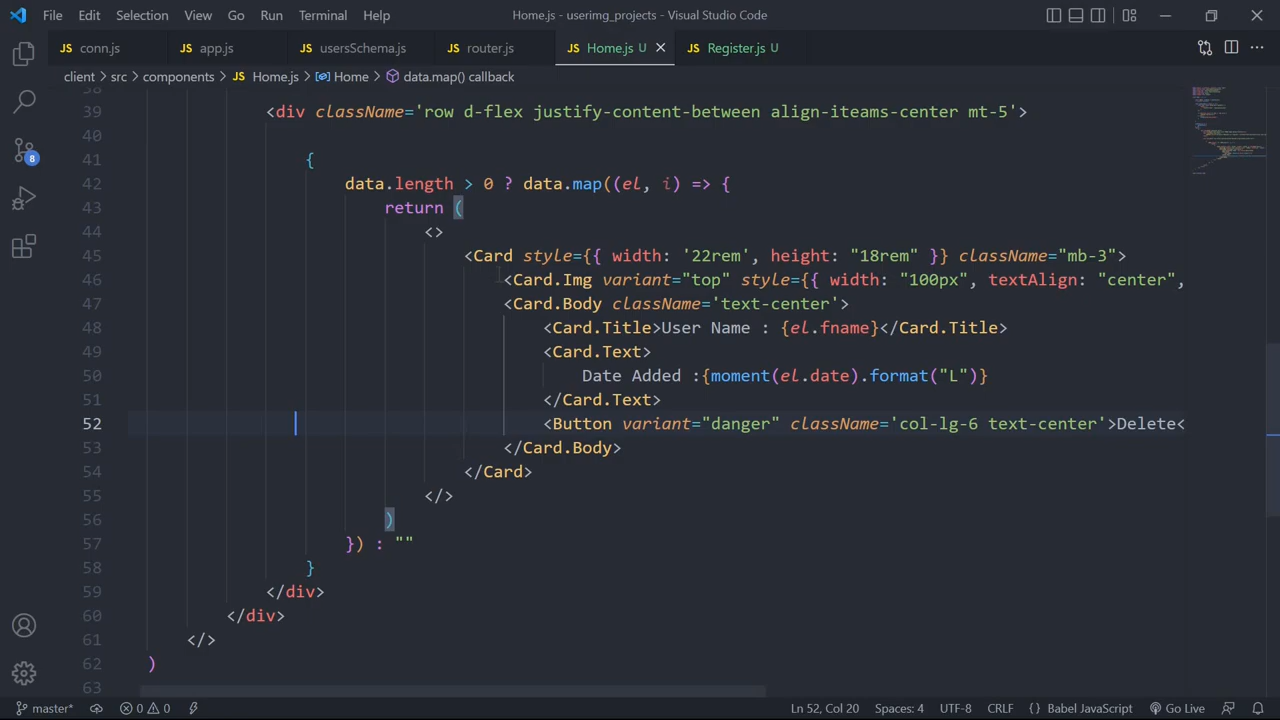 File Edit Selection View Go Run Terminal Help Home.js - userimg_projects - Visual Studio Code
JS conn.js JS app.js JS usersSchema.js JS router.js JS Home.js U JS Register.js U
client > src > components > JS Home.js > Home > data.map() callback
38
39 <div className='row d-flex justify-content-between align-iteams-center mt-5'>
40
41 {
42 data.length > 0 ? data.map((el, i) => {
43 return (
44 <>
45 <Card style={{ width: '22rem', height: "18rem" }} className="mb-3">
46 <Card.Img variant="top" style={{ width: "100px", textAlign: "center",
47 <Card.Body className='text-center'>
48 <Card.Title>User Name : {el.fname}</Card.Title>
49 <Card.Text>
50 Date Added :{moment(el.date).format("L")}
51 </Card.Text>
52 <Button variant="danger" className='col-lg-6 text-center'>Delete<
53 </Card.Body>
54 </Card>
55 </>
56 )
57 }) : ""
58 }
59 </div>
60 </div>
61 </>
62 )
63
8
master* 0 0 Ln 52, Col 20 Spaces: 4 UTF-8 CRLF {} Babel JavaScript Go Live